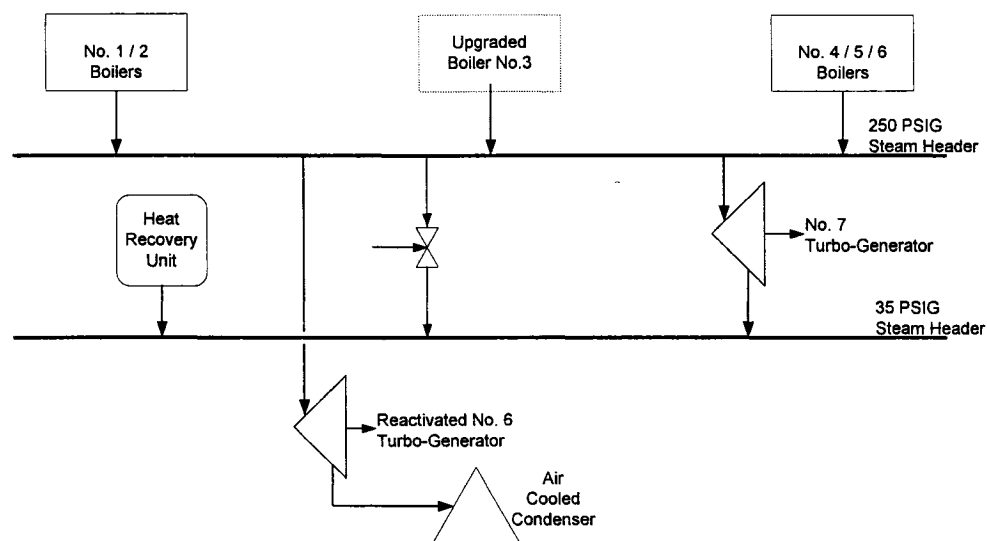 No. 1 / 2
Boilers
Upgraded
Boiler No.3
No. 4 / 5 / 6
Boilers
250 PSIG
Steam Header
Heat
Recovery
Unit
No. 7
Turbo-Generator
35 PSIG
Steam Header
Reactivated No. 6
Turbo-Generator
Air
Cooled
Condenser